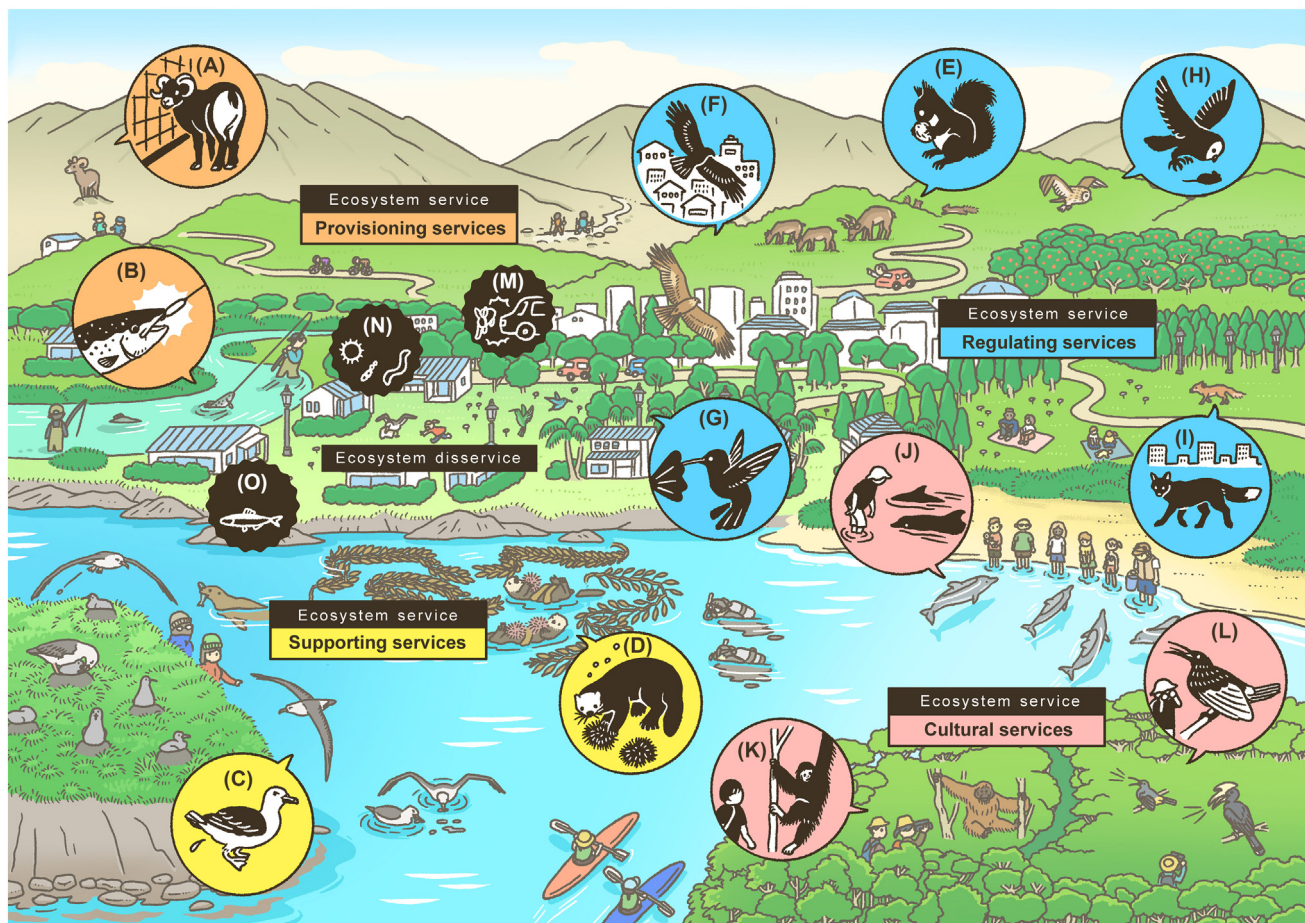 (A)
(E)
(H)
(F)
Ecosystem service
Provisioning services
(B)
(M)
(N)
Ecosystem service
Regulating services
(G)
(I)
(J)
Ecosystem disservice
(O)
Ecosystem service
Supporting services
(D)
(L)
Ecosystem service
Cultural services
(K)
(C)